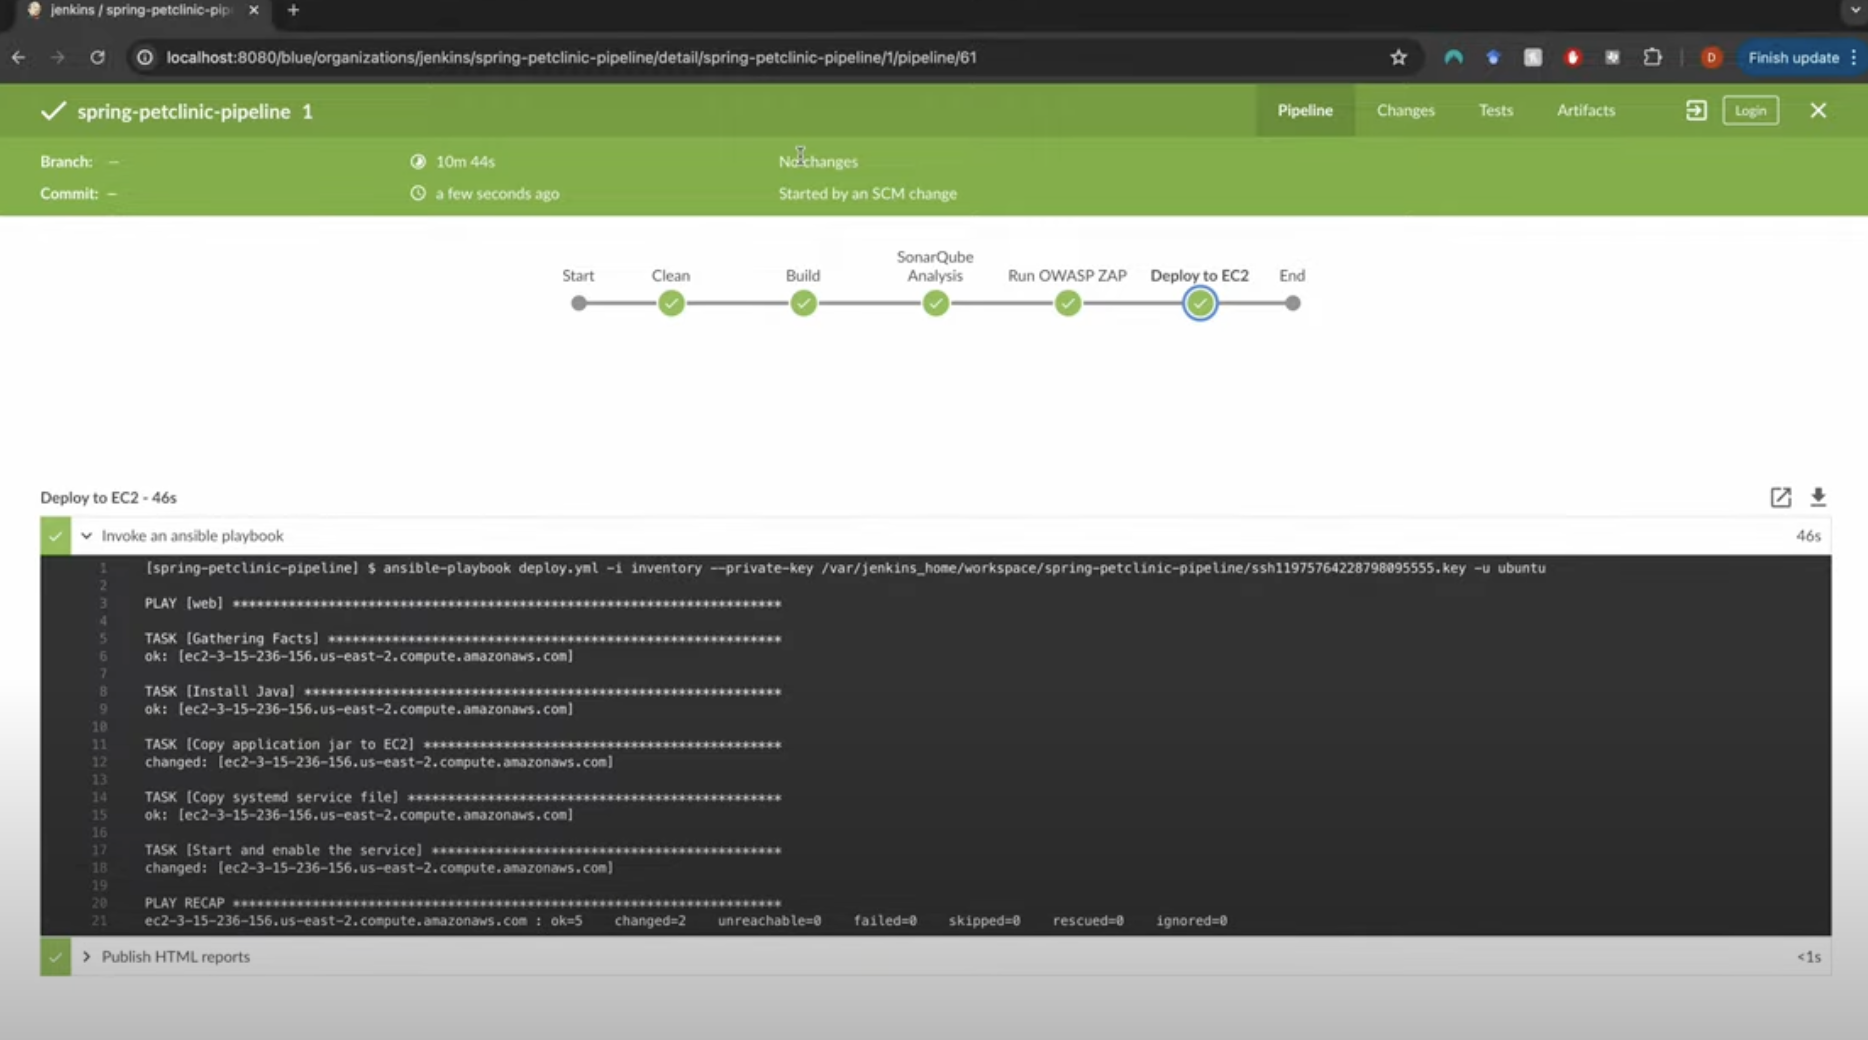 jenkins / spring-petclinic-pip
localhost:8080/blue/organizations/jenkins/spring-petclinic-pipeline/detail/spring-petclinic-pipeline/1/pipeline/61
D
Finish update
spring-petclinic-pipeline 1
Pipeline
Changes
Tests
Artifacts
Login
Branch: —
10m 44s
No changes
Commit: —
a few seconds ago
Started by an SCM change
Start
Clean
Build
SonarQube
Analysis
Run OWASP ZAP
Deploy to EC2
End
Deploy to EC2 - 46s
Invoke an ansible playbook
46s
1 [spring-petclinic-pipeline] $ ansible-playbook deploy.yml -i inventory --private-key /var/jenkins_home/workspace/spring-petclinic-pipeline/ssh11975764228798095555.key -u ubuntu
2
3 PLAY [web] *********************************************************************
4
5 TASK [Gathering Facts] *********************************************************
6 ok: [ec2-3-15-236-156.us-east-2.compute.amazonaws.com]
7
8 TASK [Install Java] ************************************************************
9 ok: [ec2-3-15-236-156.us-east-2.compute.amazonaws.com]
10
11 TASK [Copy application jar to EC2] *********************************************
12 changed: [ec2-3-15-236-156.us-east-2.compute.amazonaws.com]
13
14 TASK [Copy systemd service file] ***********************************************
15 ok: [ec2-3-15-236-156.us-east-2.compute.amazonaws.com]
16
17 TASK [Start and enable the service] ********************************************
18 changed: [ec2-3-15-236-156.us-east-2.compute.amazonaws.com]
19
20 PLAY RECAP *********************************************************************
21 ec2-3-15-236-156.us-east-2.compute.amazonaws.com : ok=5 changed=2 unreachable=0 failed=0 skipped=0 rescued=0 ignored=0
Publish HTML reports
<1s